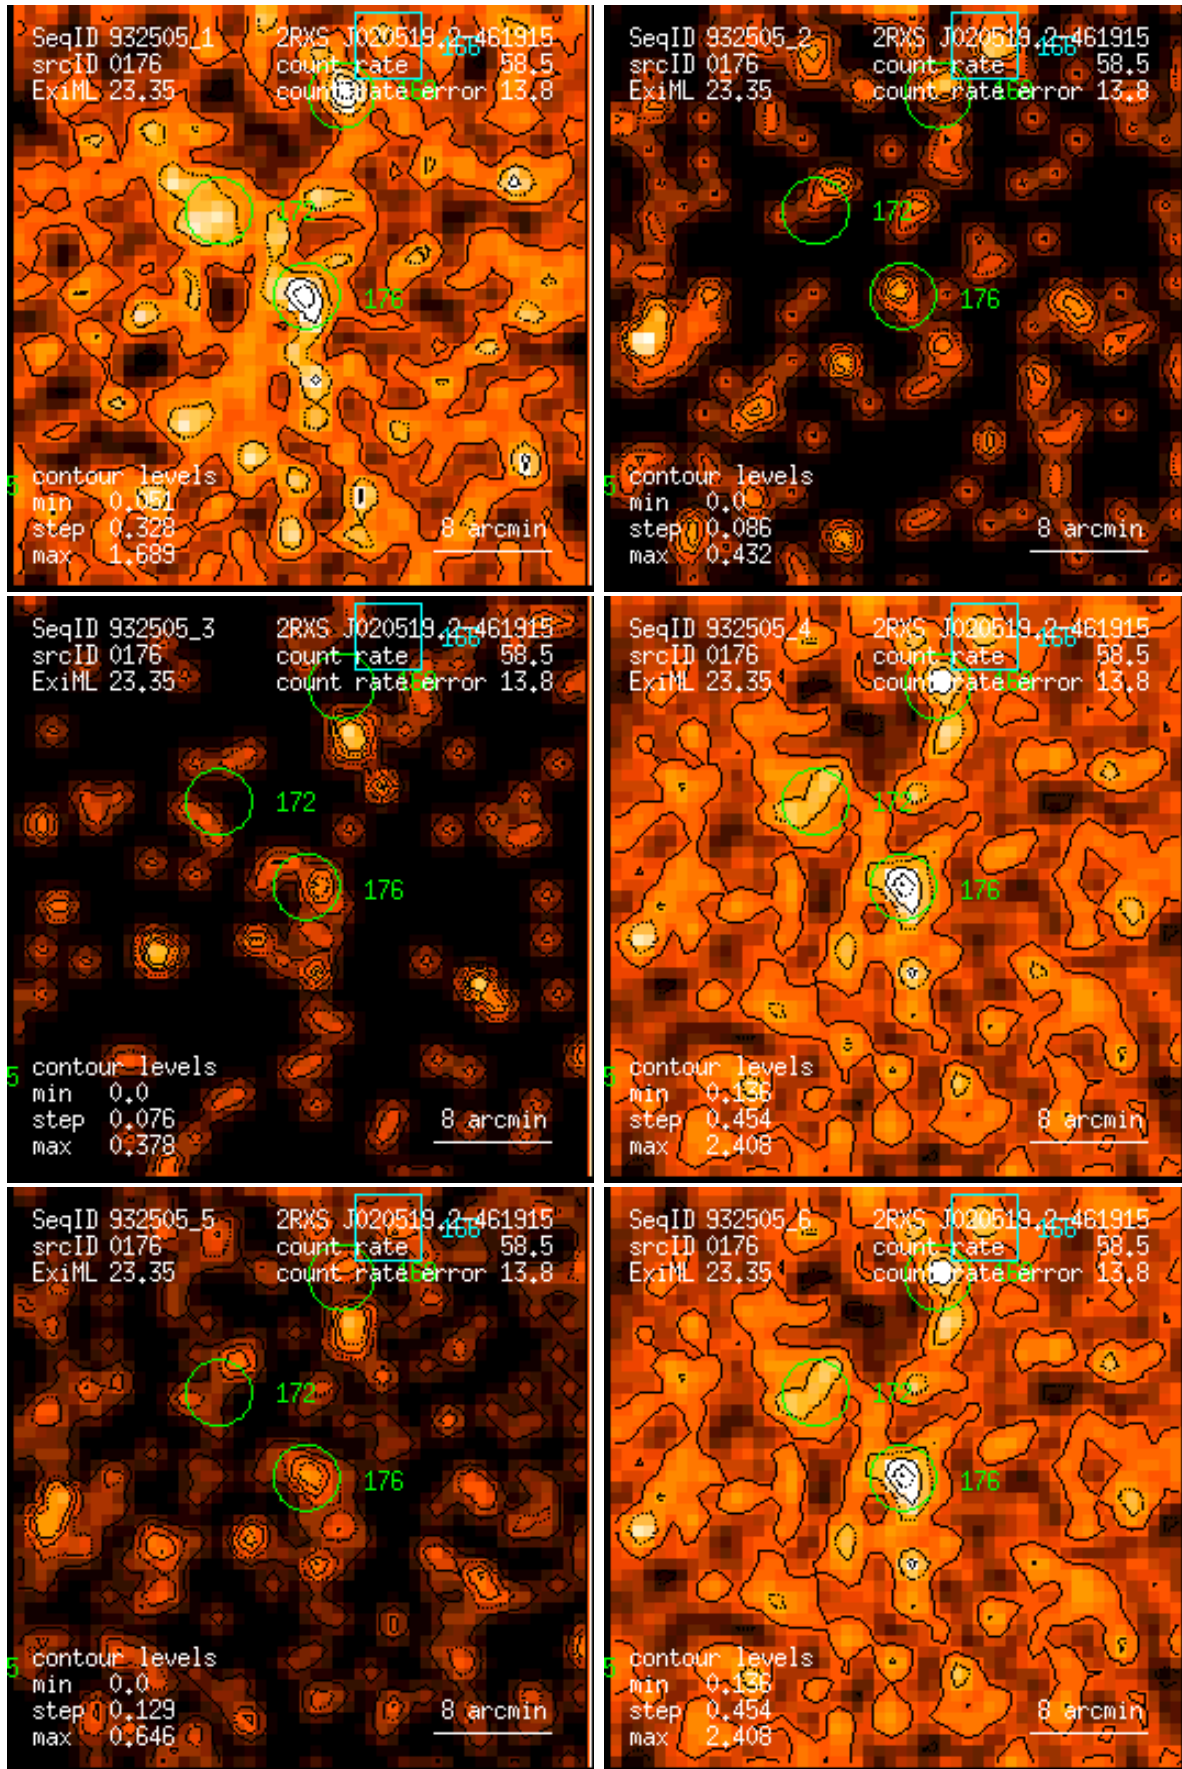 SeqID 932505_1 2RXS J020519.2-461915
166
srcID 0176 count rate 58.5
ExiML 23.35 count rate error 13.8
172
176
5
contour levels
min 0.051
step 0.328 8 arcmin
max 1.689
SeqID 932505_2 2RXS J020519.2-461915
166
srcID 0176 count rate 58.5
ExiML 23.35 count rate error 13.8
172
176
5
contour levels
min 0.0
step 0.086 8 arcmin
max 0.432
SeqID 932505_3 2RXS J020519.2-461915
166
srcID 0176 count rate 58.5
ExiML 23.35 count rate error 13.8
172
176
5
contour levels
min 0.0
step 0.076 8 arcmin
max 0.378
SeqID 932505_4 2RXS J020519.2-461915
166
srcID 0176 count rate 58.5
ExiML 23.35 count rate error 13.8
172
176
5
contour levels
min 0.136
step 0.454 8 arcmin
max 2.408
SeqID 932505_5 2RXS J020519.2-461915
166
srcID 0176 count rate 58.5
ExiML 23.35 count rate error 13.8
172
176
5
contour levels
min 0.0
step 0.129 8 arcmin
max 0.646
SeqID 932505_6 2RXS J020519.2-461915
166
srcID 0176 count rate 58.5
ExiML 23.35 count rate error 13.8
172
176
5
contour levels
min 0.136
step 0.454 8 arcmin
max 2.408